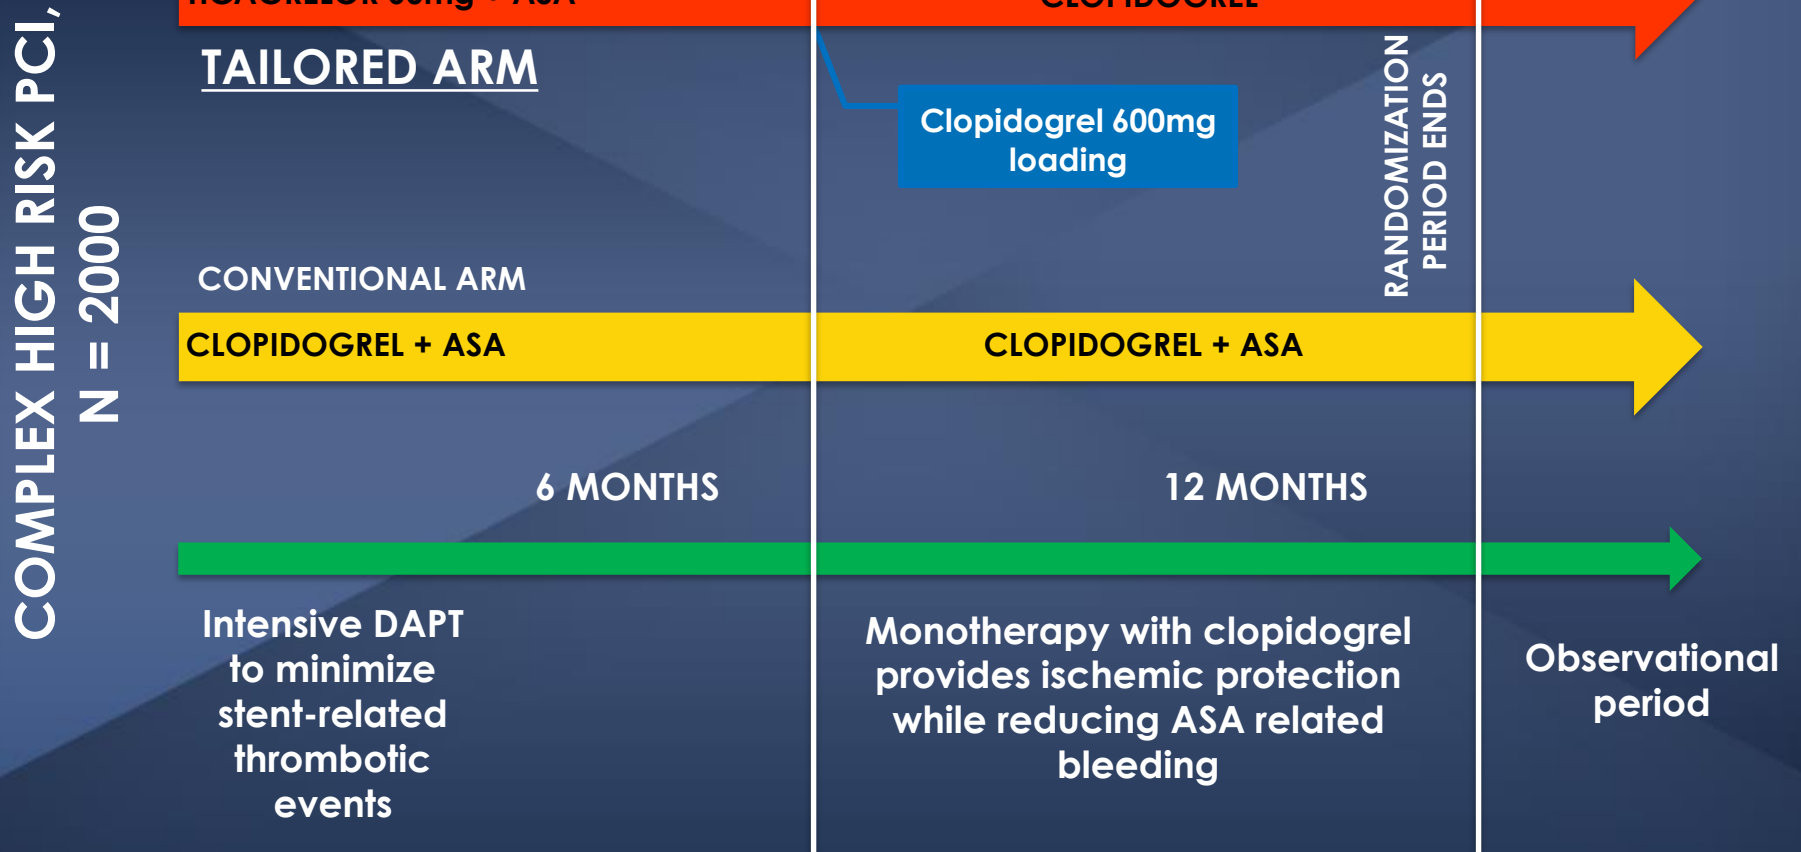 + ASA
CLOPIDOGREL
TAILORED ARM
Clopidogrel 600mg
loading
RANDOMIZATION
PERIOD ENDS
COMPLEX HIGH RISK PCI,
N = 2000
CONVENTIONAL ARM
CLOPIDOGREL + ASA
CLOPIDOGREL + ASA
6 MONTHS
12 MONTHS
Intensive DAPT
to minimize
stent-related
thrombotic
events
Monotherapy with clopidogrel
provides ischemic protection
while reducing ASA related
bleeding
Observational
period